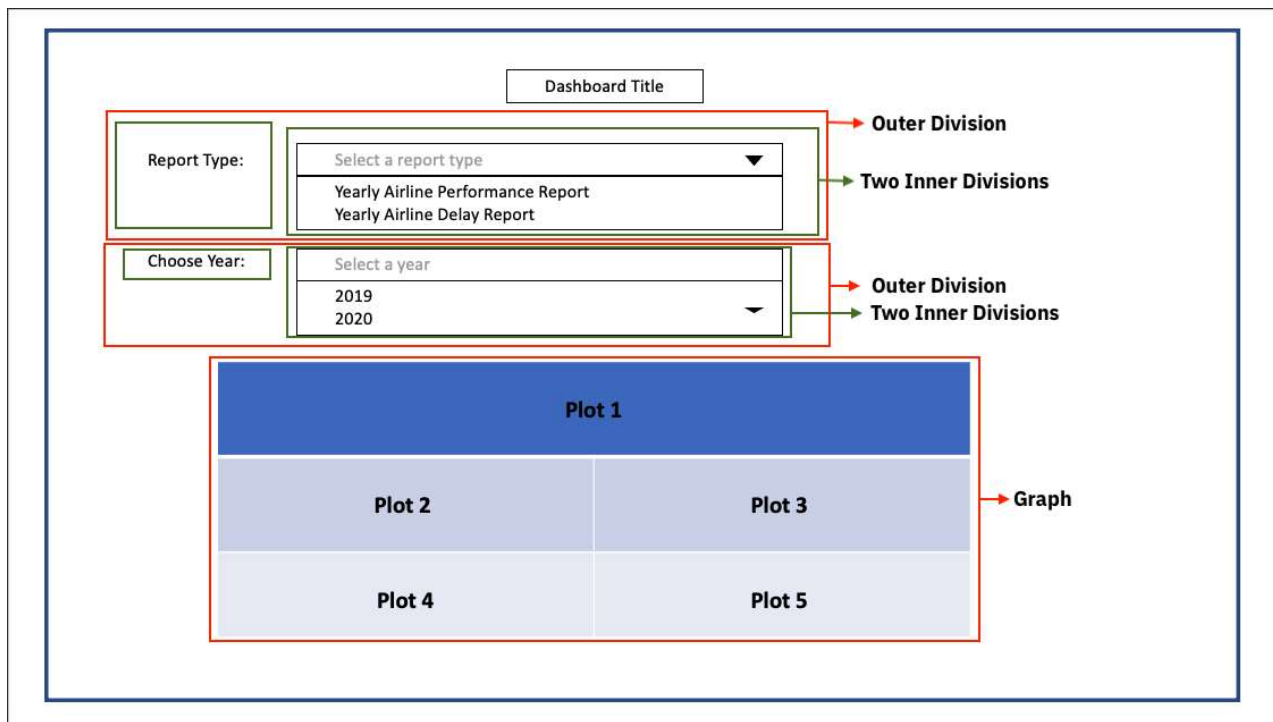 Dashboard Title
Outer Division
Report Type:
Select a report type
Two Inner Divisions
Yearly Airline Performance Report
Yearly Airline Delay Report
Choose Year:
Select a year
Outer Division
2019
Two Inner Divisions
2020
Plot 1
Plot 2
Plot 3
Graph
Plot 4
Plot 5